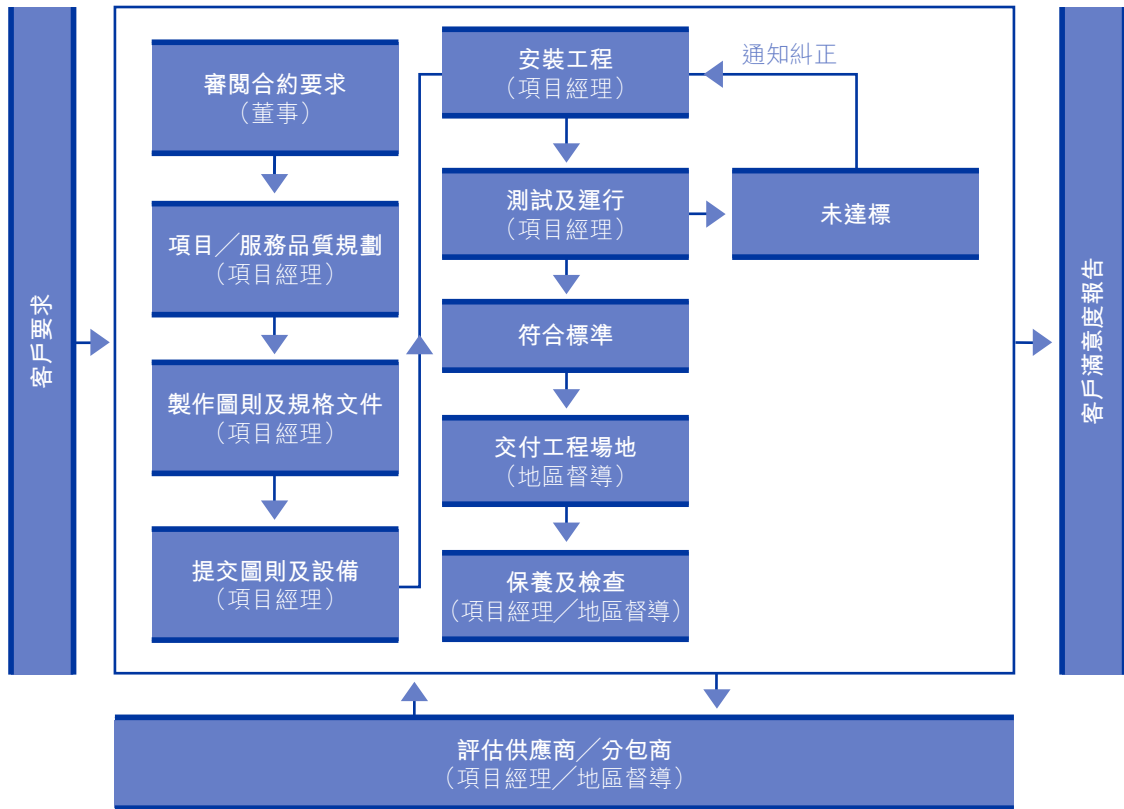 客戶要求
審閱合約要求
（董事）
項目／服務品質規劃
（項目經理）
製作圖則及規格文件
（項目經理）
提交圖則及設備
（項目經理）
安裝工程
（項目經理）
通知糾正
測試及運行
（項目經理）
未達標
符合標準
交付工程場地
（地區督導）
保養及檢查
（項目經理／地區督導）
客戶滿意度報告
評估供應商／分包商
（項目經理／地區督導）